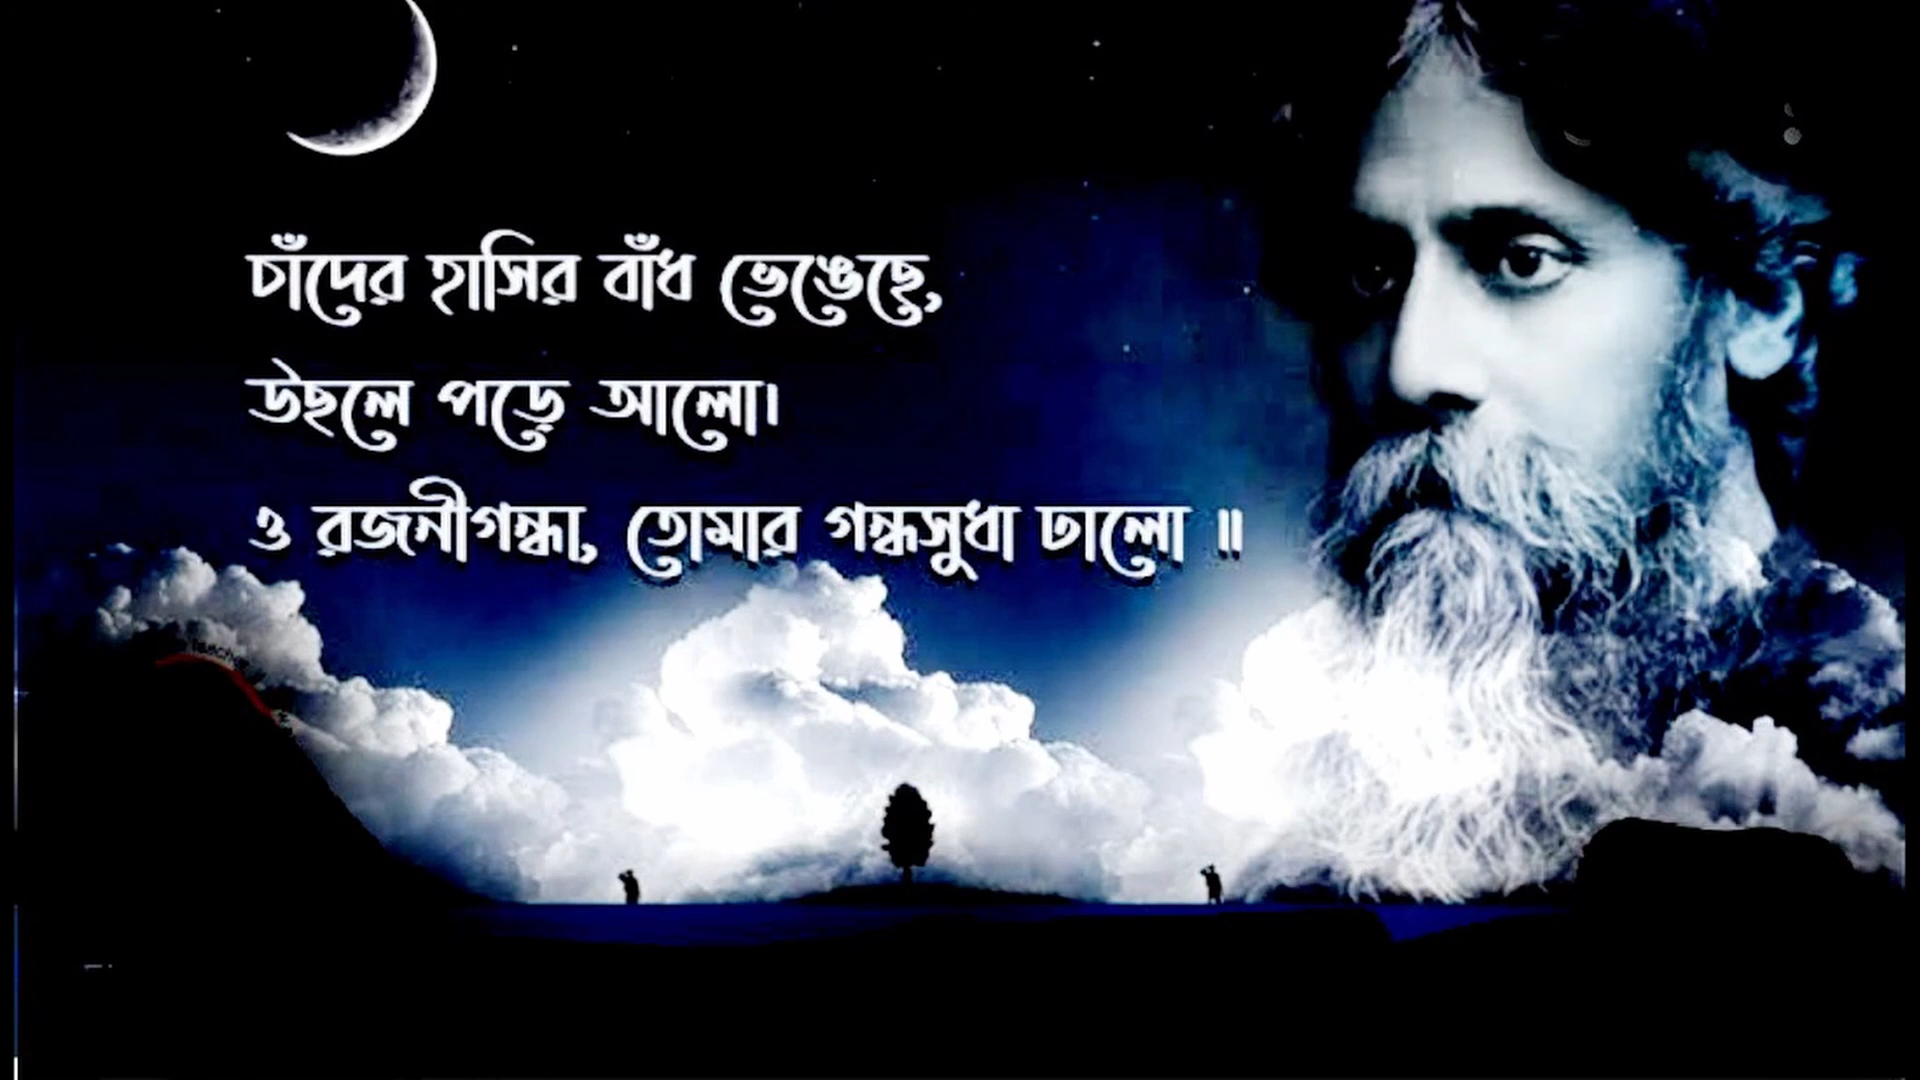 চাঁদের হাসির বাঁধ ভেঙেছে,
উছলে পড়ে আলো।
ও রজনীগন্ধা, তোমার গন্ধসুধা ঢালো ॥